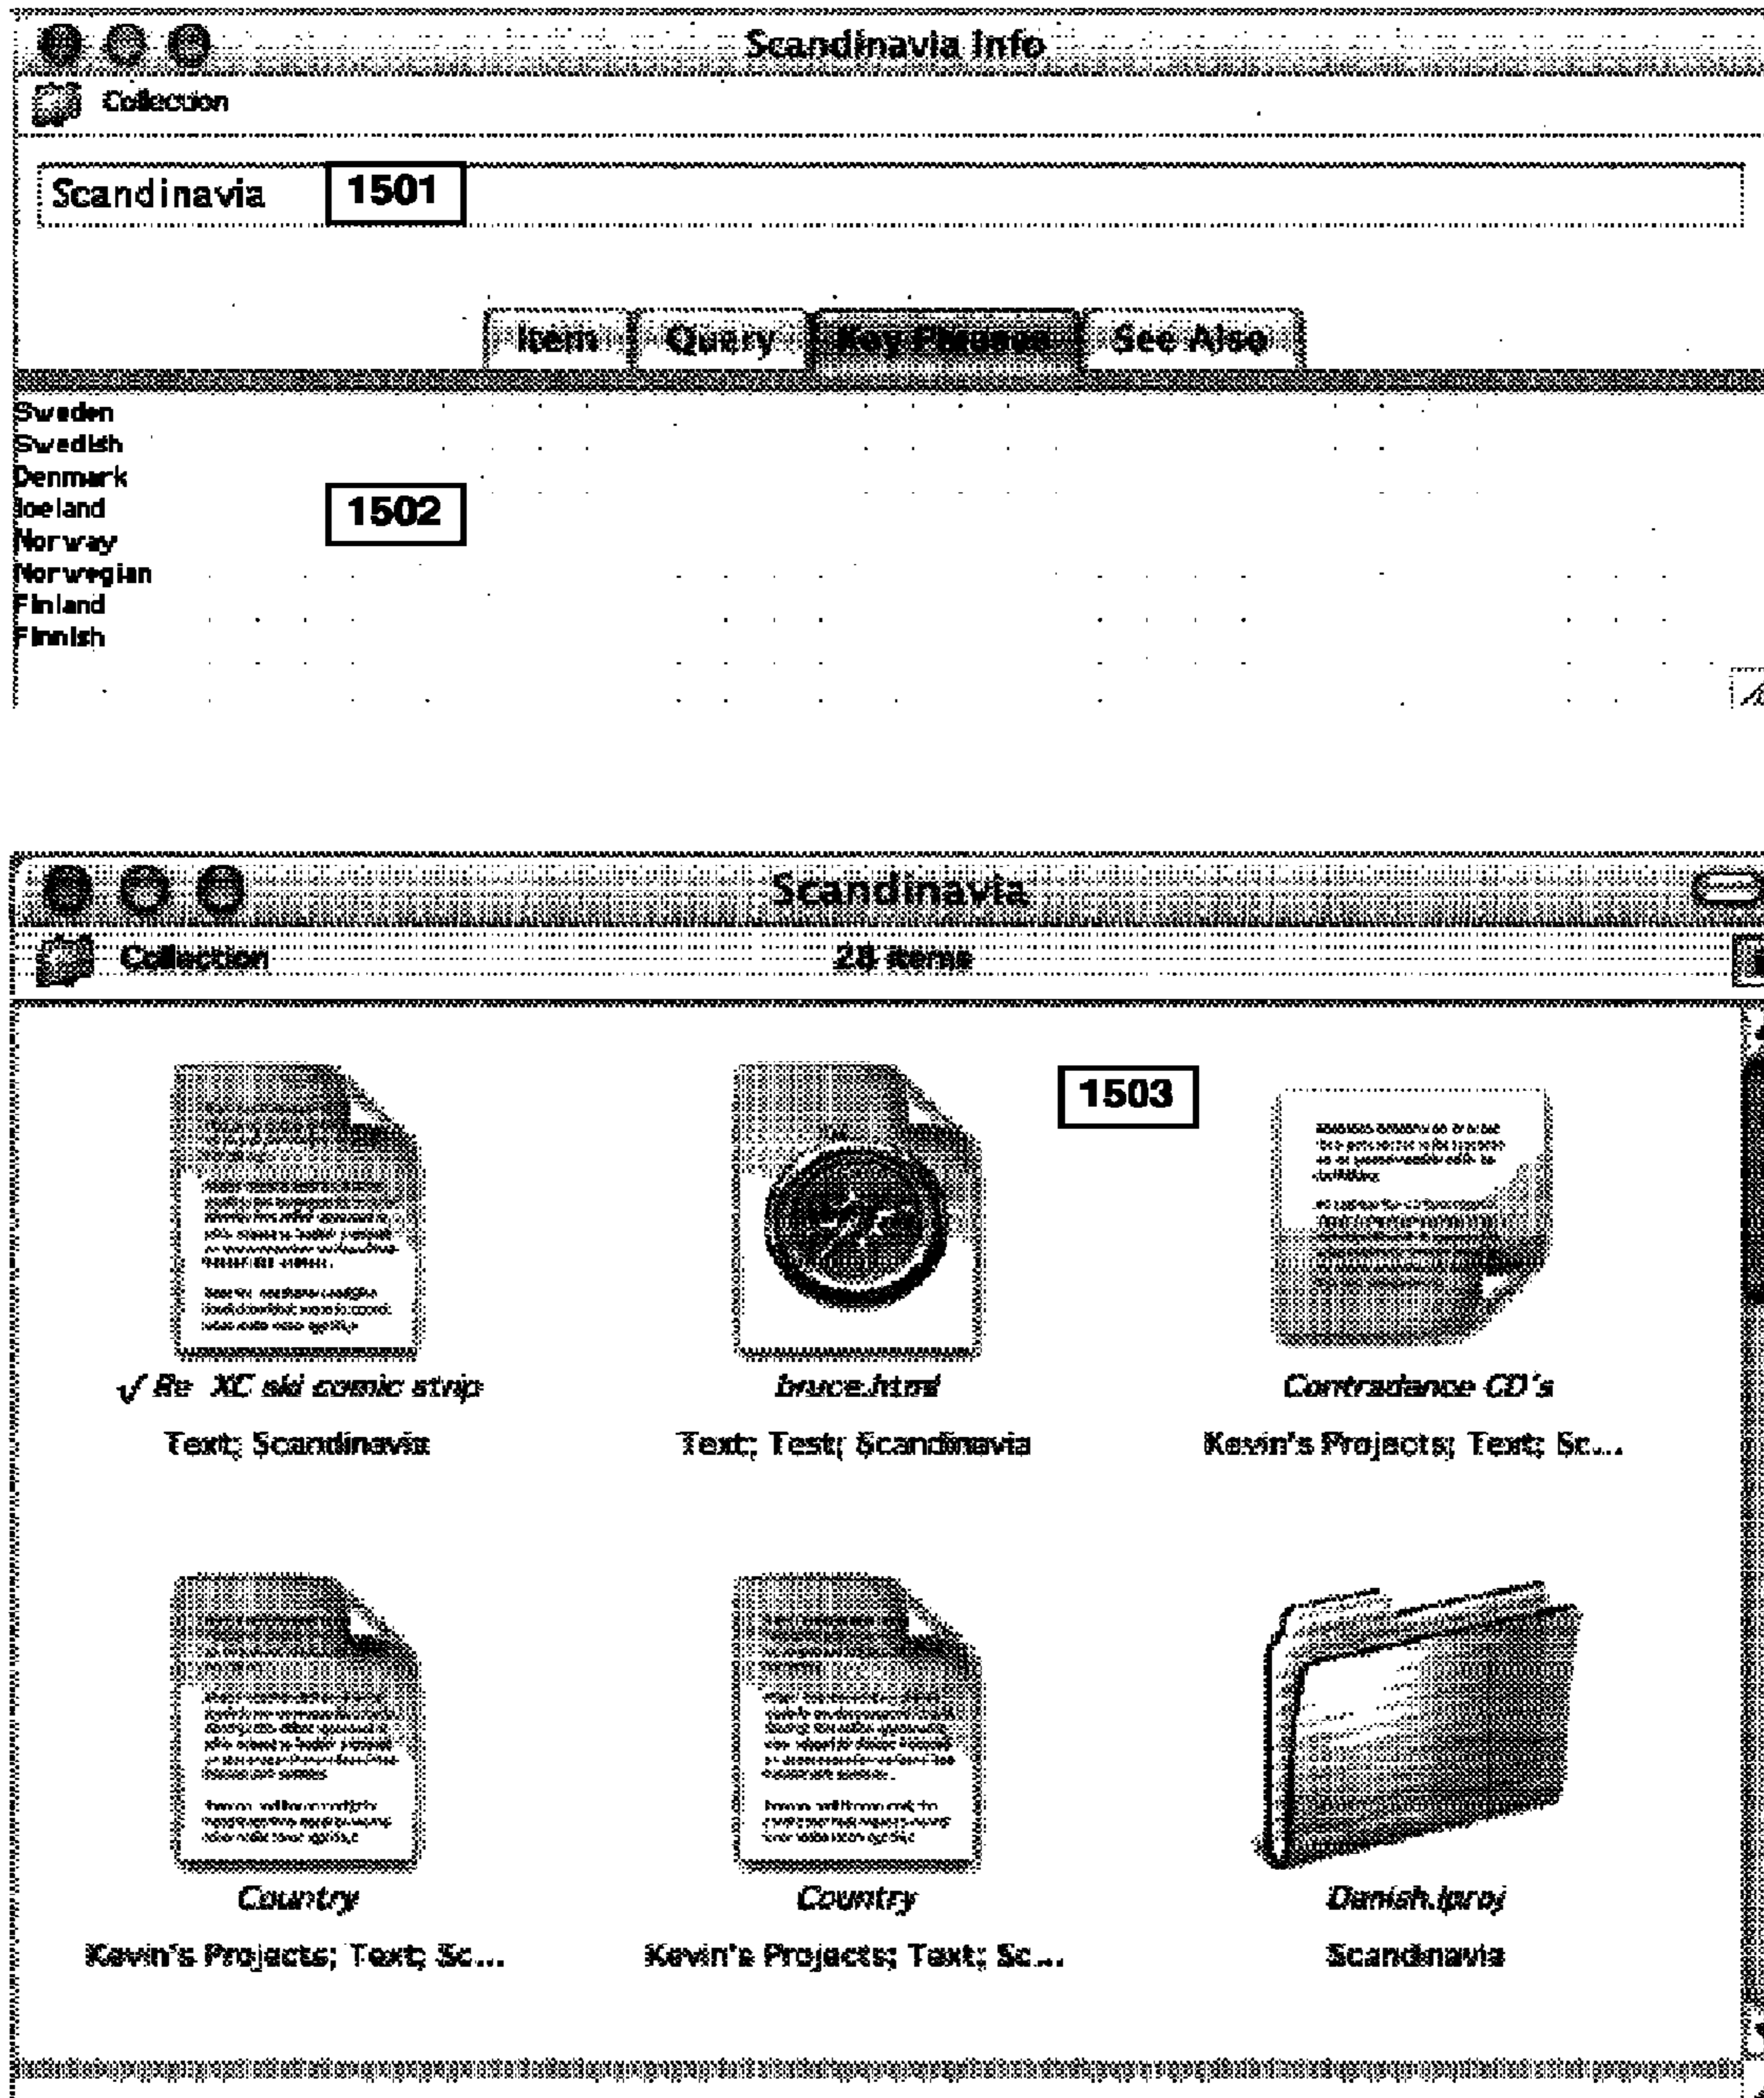 Scandinavia Info
Collection
Scandinavia 1501
Item Query Key Phrases See Also
Sweden
Swedish
Denmark
Iceland
1502
Norway
Norwegian
Finland
Finnish
Scandinavia
Collection 28 items
1503
√ Re XC ski comic strip bruce.html Contradance CD's
Text; Scandinavia Text; Test; Scandinavia Kevin's Projects; Text; Sc...
Country Country Danish.lproj
Kevin's Projects; Text; Sc... Kevin's Projects; Text; Sc... Scandinavia